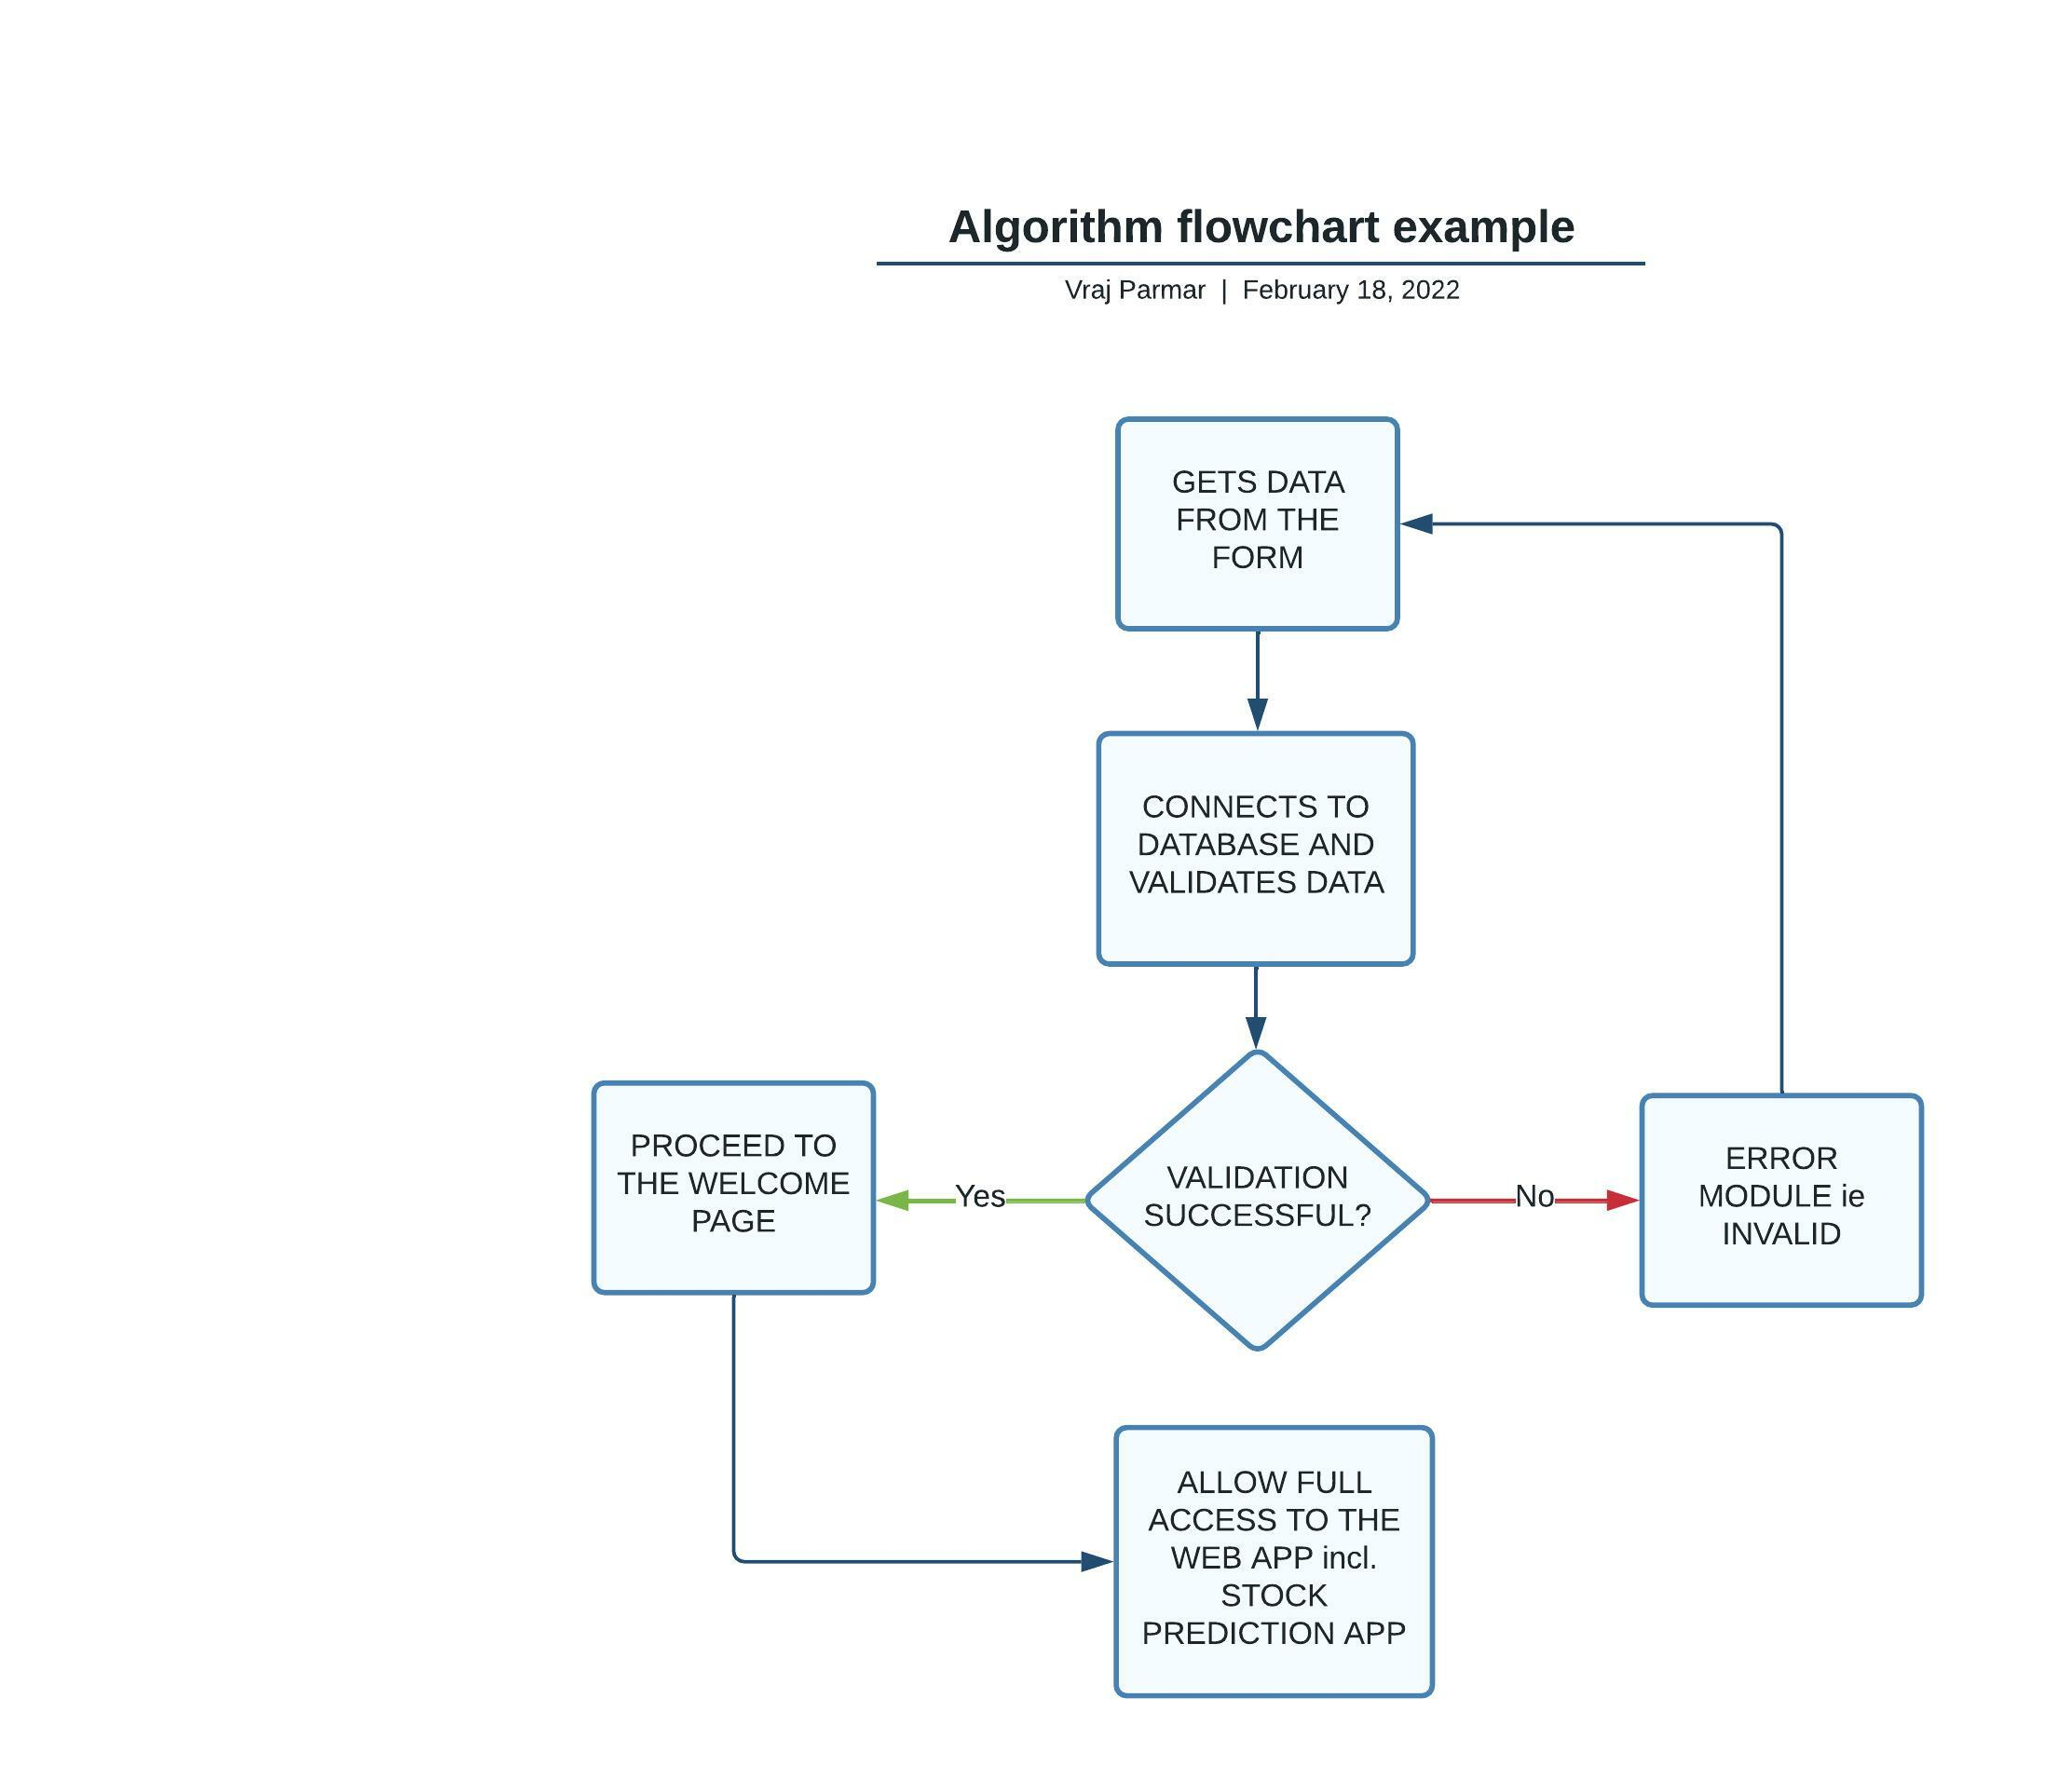 Algorithm flowchart example
Vraj Parmar | February 18, 2022
GETS DATA
FROM THE
FORM
CONNECTS TO
DATABASE AND
VALIDATES DATA
PROCEED TO
THE WELCOME
PAGE
Yes
VALIDATION
SUCCESSFUL?
No
ERROR
MODULE ie
INVALID
ALLOW FULL
ACCESS TO THE
WEB APP incl.
STOCK
PREDICTION APP